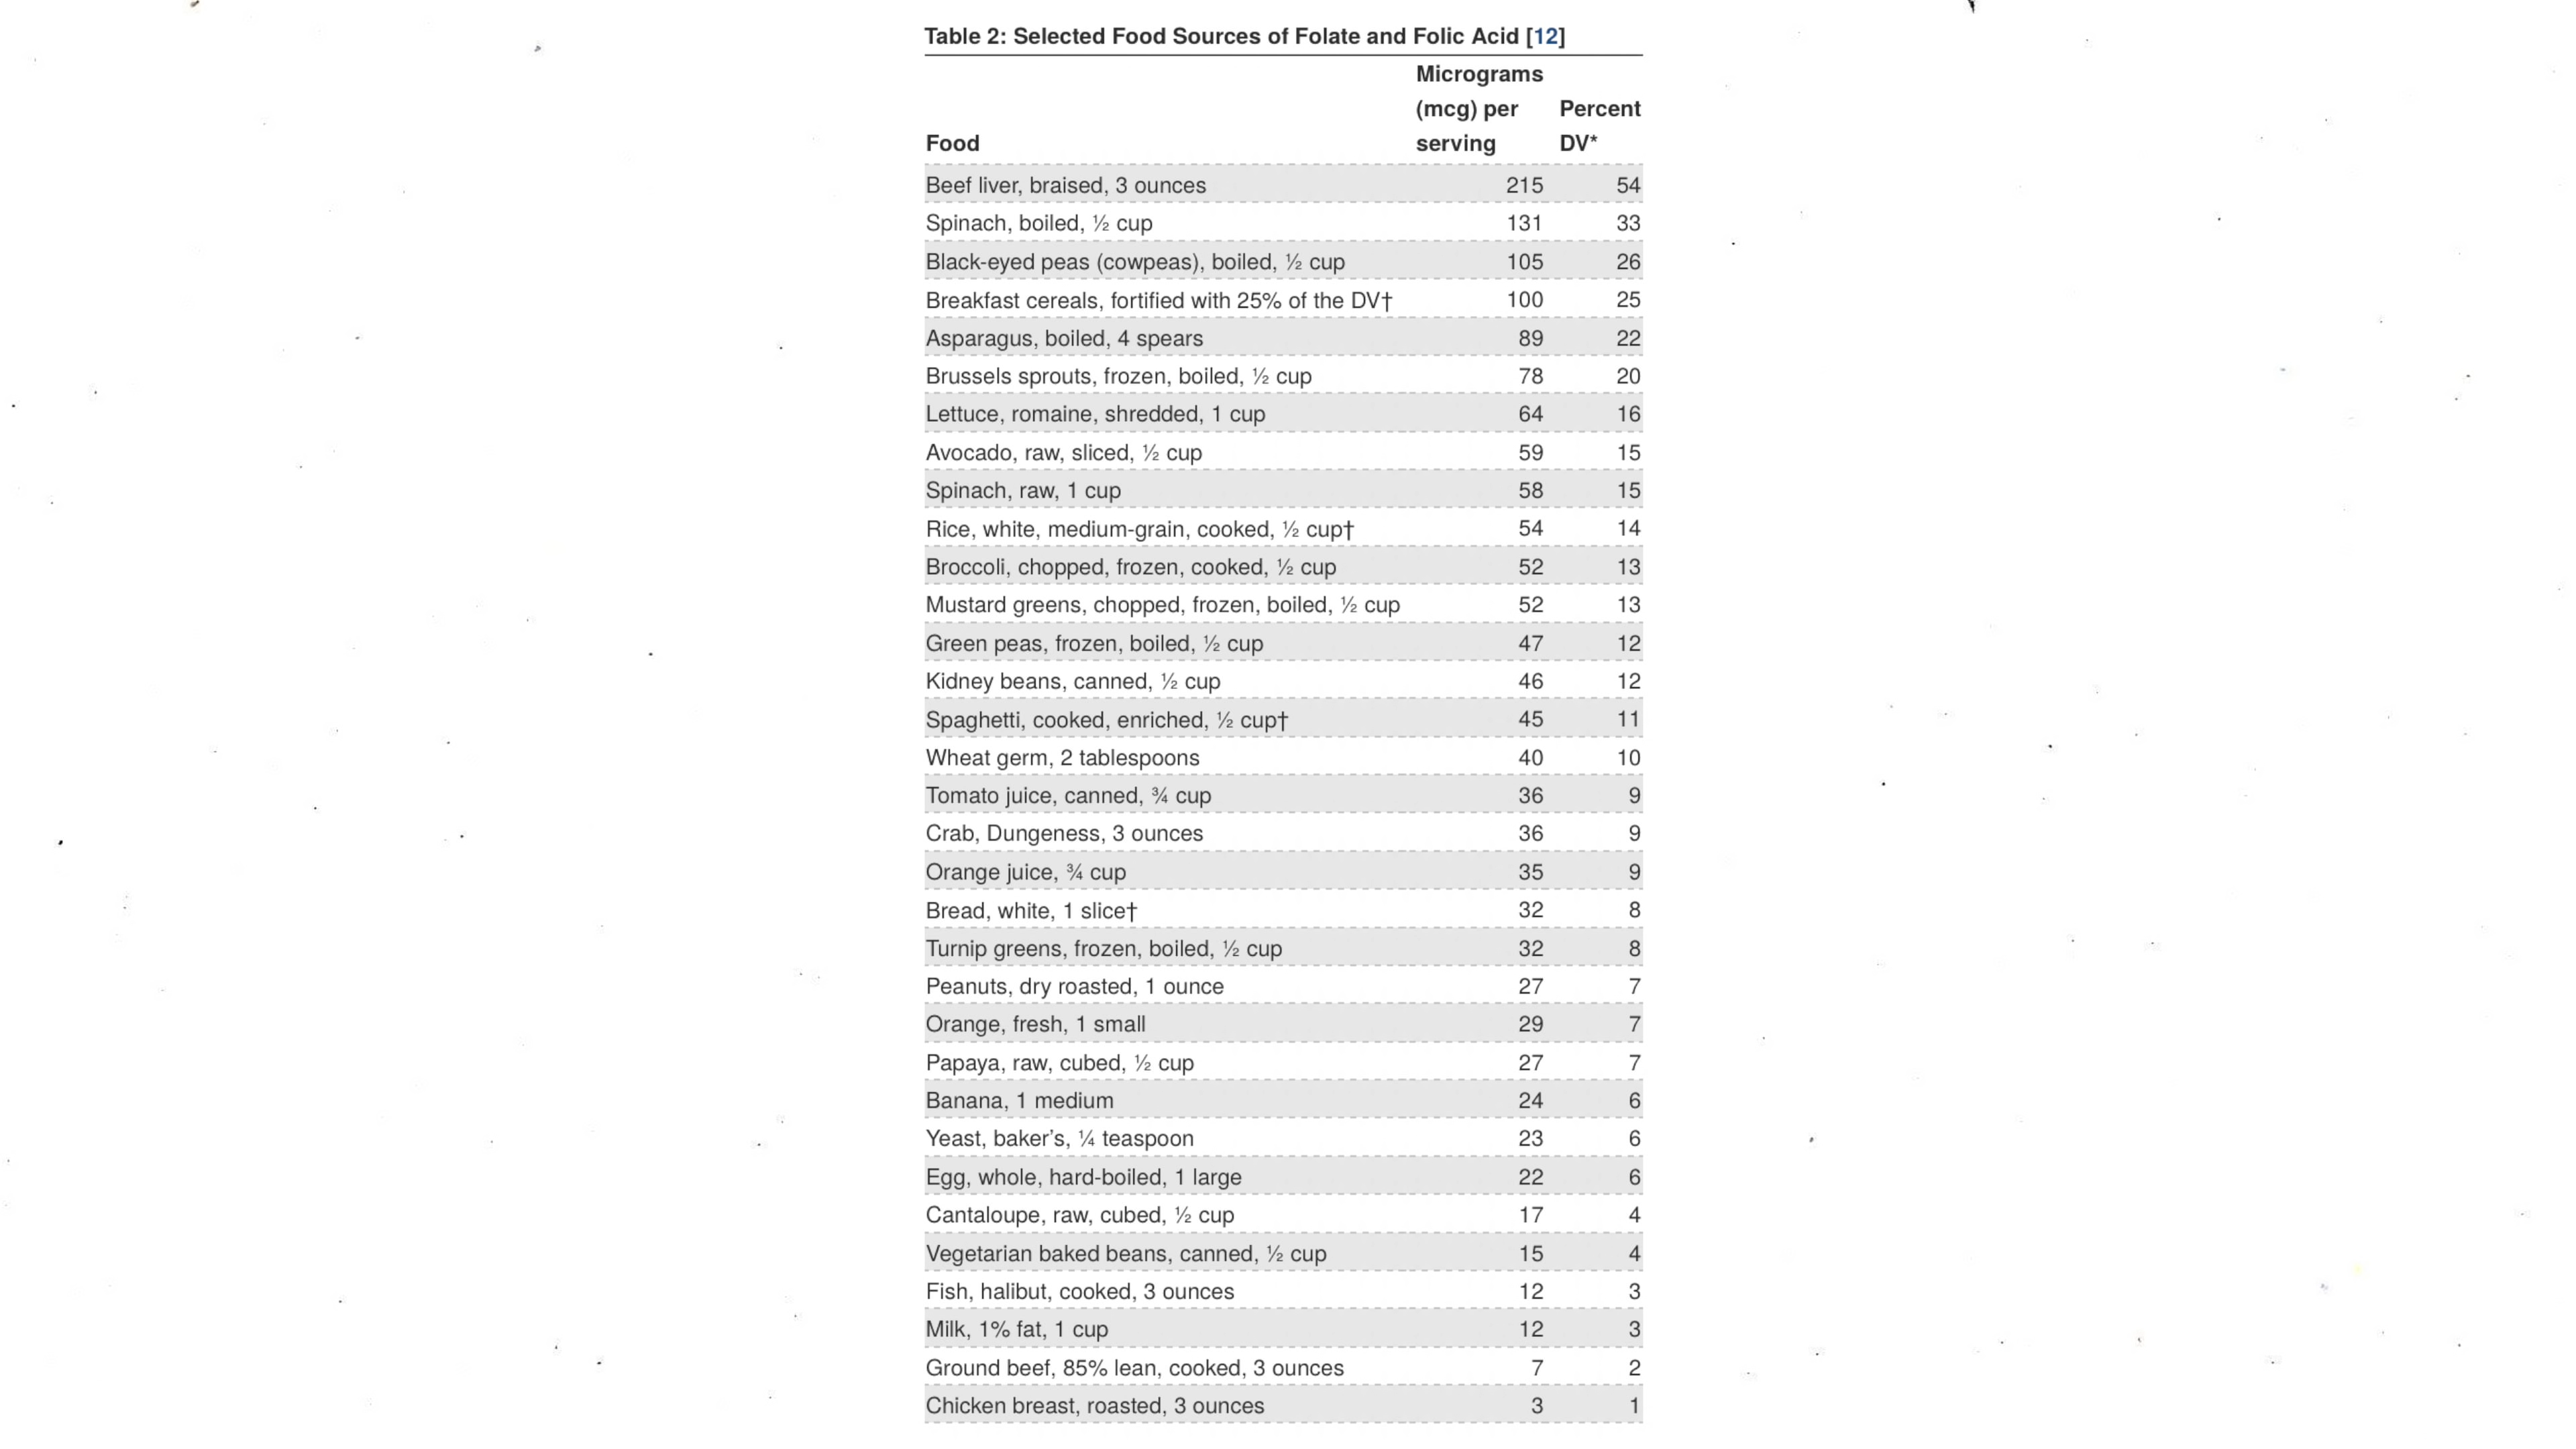 Table 2: Selected Food Sources of Folate and Folic Acid [12]
Micrograms
(mcg) per Percent
Food serving DV*
Beef liver, braised, 3 ounces 215 54
Spinach, boiled, ½ cup 131 33
Black-eyed peas (cowpeas), boiled, ½ cup 105 26
Breakfast cereals, fortified with 25% of the DV† 100 25
Asparagus, boiled, 4 spears 89 22
Brussels sprouts, frozen, boiled, ½ cup 78 20
Lettuce, romaine, shredded, 1 cup 64 16
Avocado, raw, sliced, ½ cup 59 15
Spinach, raw, 1 cup 58 15
Rice, white, medium-grain, cooked, ½ cup† 54 14
Broccoli, chopped, frozen, cooked, ½ cup 52 13
Mustard greens, chopped, frozen, boiled, ½ cup 52 13
Green peas, frozen, boiled, ½ cup 47 12
Kidney beans, canned, ½ cup 46 12
Spaghetti, cooked, enriched, ½ cup† 45 11
Wheat germ, 2 tablespoons 40 10
Tomato juice, canned, ¾ cup 36 9
Crab, Dungeness, 3 ounces 36 9
Orange juice, ¾ cup 35 9
Bread, white, 1 slice† 32 8
Turnip greens, frozen, boiled, ½ cup 32 8
Peanuts, dry roasted, 1 ounce 27 7
Orange, fresh, 1 small 29 7
Papaya, raw, cubed, ½ cup 27 7
Banana, 1 medium 24 6
Yeast, baker’s, ¼ teaspoon 23 6
Egg, whole, hard-boiled, 1 large 22 6
Cantaloupe, raw, cubed, ½ cup 17 4
Vegetarian baked beans, canned, ½ cup 15 4
Fish, halibut, cooked, 3 ounces 12 3
Milk, 1% fat, 1 cup 12 3
Ground beef, 85% lean, cooked, 3 ounces 7 2
Chicken breast, roasted, 3 ounces 3 1